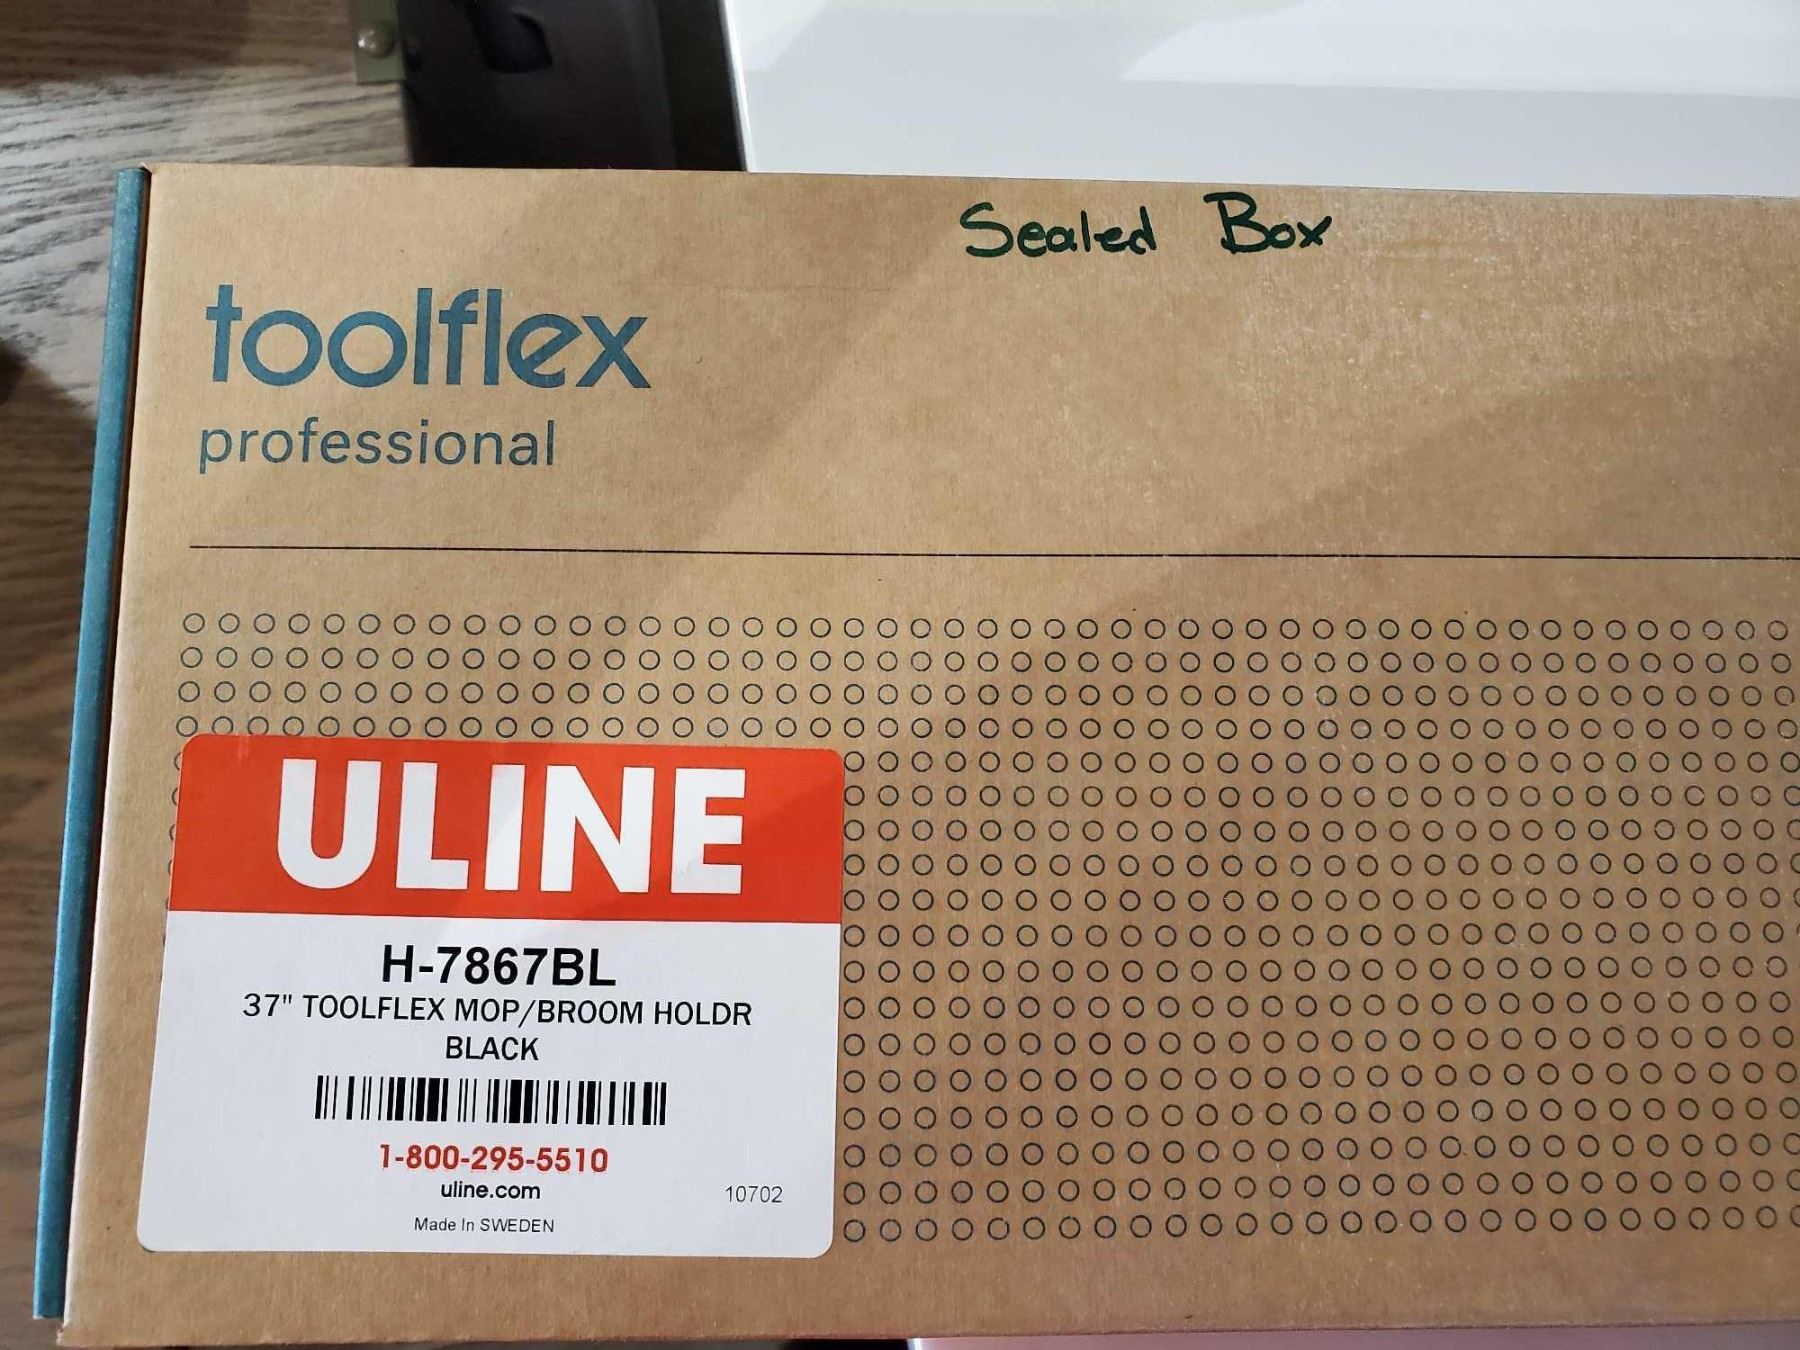 Sealed Box
toolflex
professional
ULINE
H-7867BL
37" TOOLFLEX MOP/BROOM HOLDR
BLACK
1-800-295-5510
uline.com
10702
Made In SWEDEN